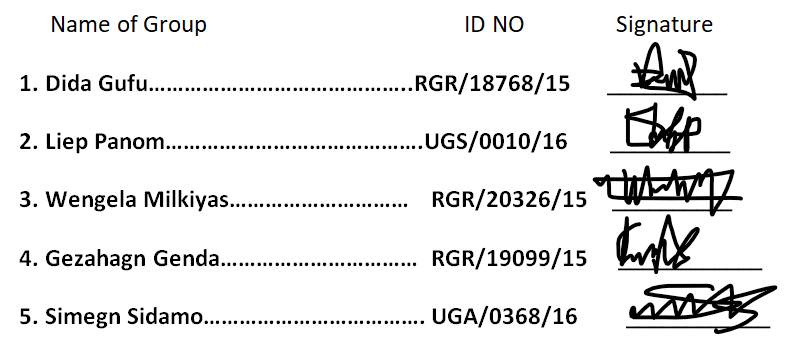 Name of Group ID NO Signature
1. Dida Gufu……………………………………..RGR/18768/15
2. Liep Panom…………………………………….UGS/0010/16
3. Wengela Milkiyas………………………… RGR/20326/15
4. Gezahagn Genda…………………………… RGR/19099/15
5. Simegn Sidamo………………………………. UGA/0368/16